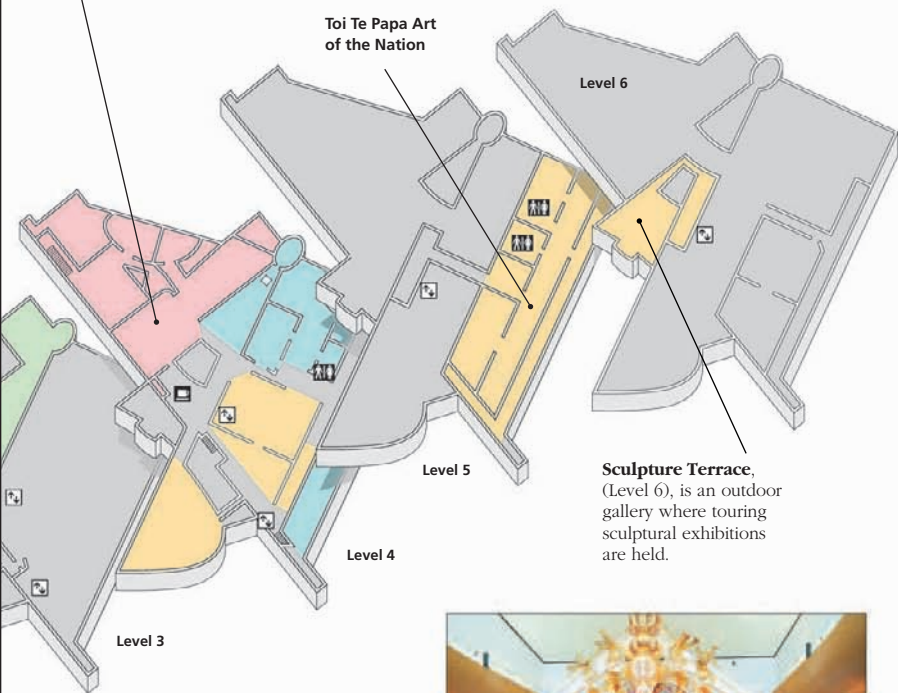 Toi Te Papa Art
of the Nation
Level 6
Level 5
Sculpture Terrace,
(Level 6), is an outdoor
gallery where touring
sculptural exhibitions
are held.
Level 4
Level 3